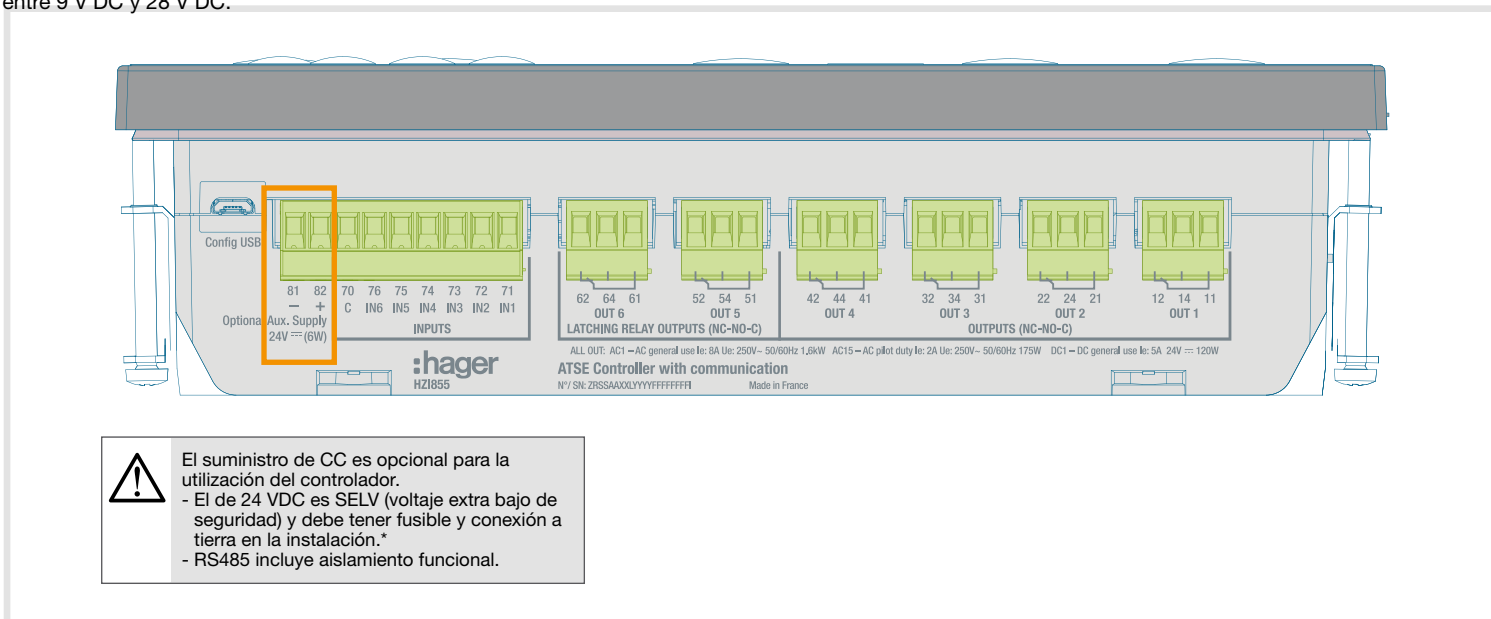 entre 9 V DC y 28 V DC.
Config USB
81 82 70 76 75 74 73 72 71
– + C IN6 IN5 IN4 IN3 IN2 IN1
Optional Aux. Supply
24V ⎓ (6W)
INPUTS
62 64 61
OUT 6
52 54 51
OUT 5
LATCHING RELAY OUTPUTS (NC-NO-C)
42 44 41
OUT 4
32 34 31
OUT 3
22 24 21
OUT 2
12 14 11
OUT 1
OUTPUTS (NC-NO-C)
ALL OUT: AC1 – AC general use Ie: 8A Ue: 250V~ 50/60Hz 1,6kW AC15 – AC pilot duty Ie: 2A Ue: 250V~ 50/60Hz 175W DC1 – DC general use Ie: 5A 24V ⎓ 120W
:hager
HZI855
ATSE Controller with communication
N°/ SN: ZRSSAAXXLYYYYFFFFFFFFI Made in France
El suministro de CC es opcional para la
utilización del controlador.
- El de 24 VDC es SELV (voltaje extra bajo de
seguridad) y debe tener fusible y conexión a
tierra en la instalación.*
- RS485 incluye aislamiento funcional.